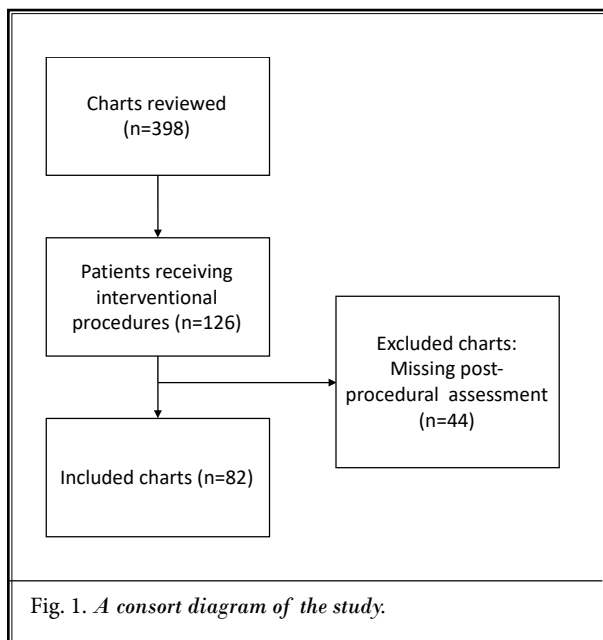 Charts reviewed
(n=398)
Patients receiving
interventional
procedures (n=126)
Excluded charts:
Missing post-
procedural assessment
(n=44)
Included charts (n=82)
Fig. 1. A consort diagram of the study.